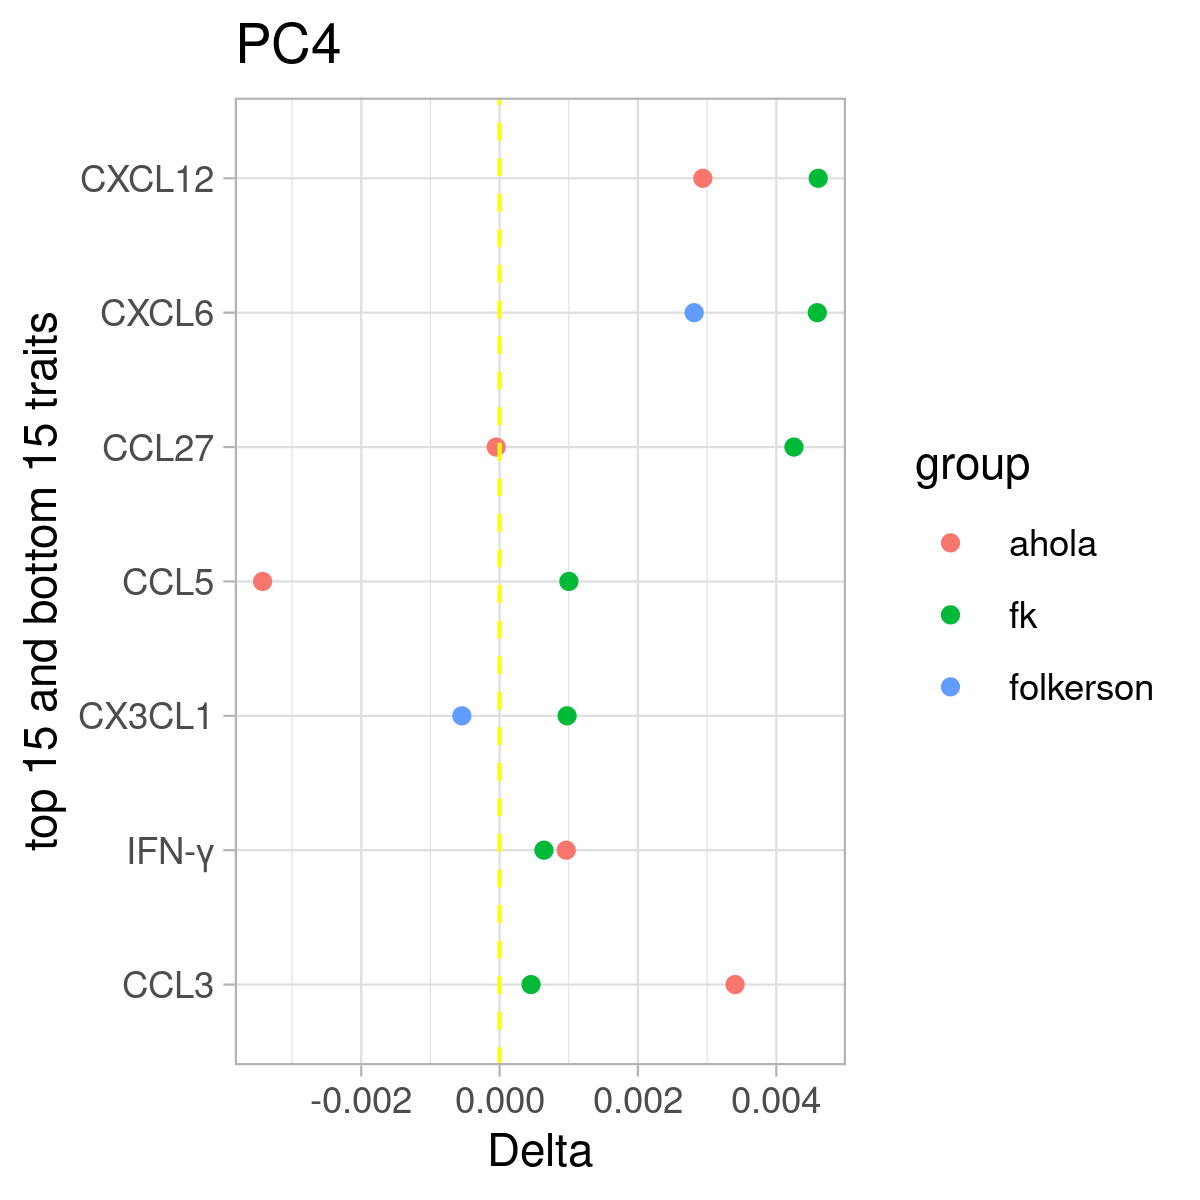 PC4
top 15 and bottom 15 traits
CXCL12
CXCL6
CCL27
CCL5
CX3CL1
IFN-γ
CCL3
-0.002 0.000 0.002 0.004
Delta
group
ahola
fk
folkerson